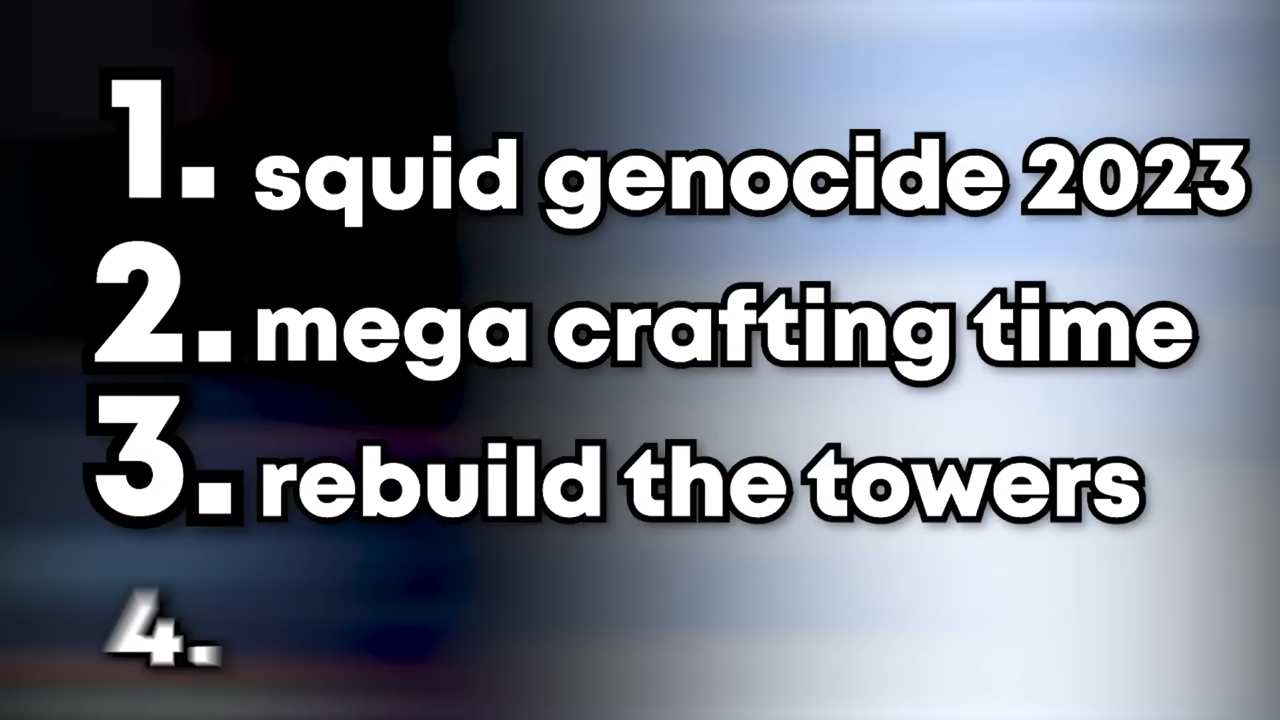 1. squid genocide 2023
2. mega crafting time
3. rebuild the towers
4.